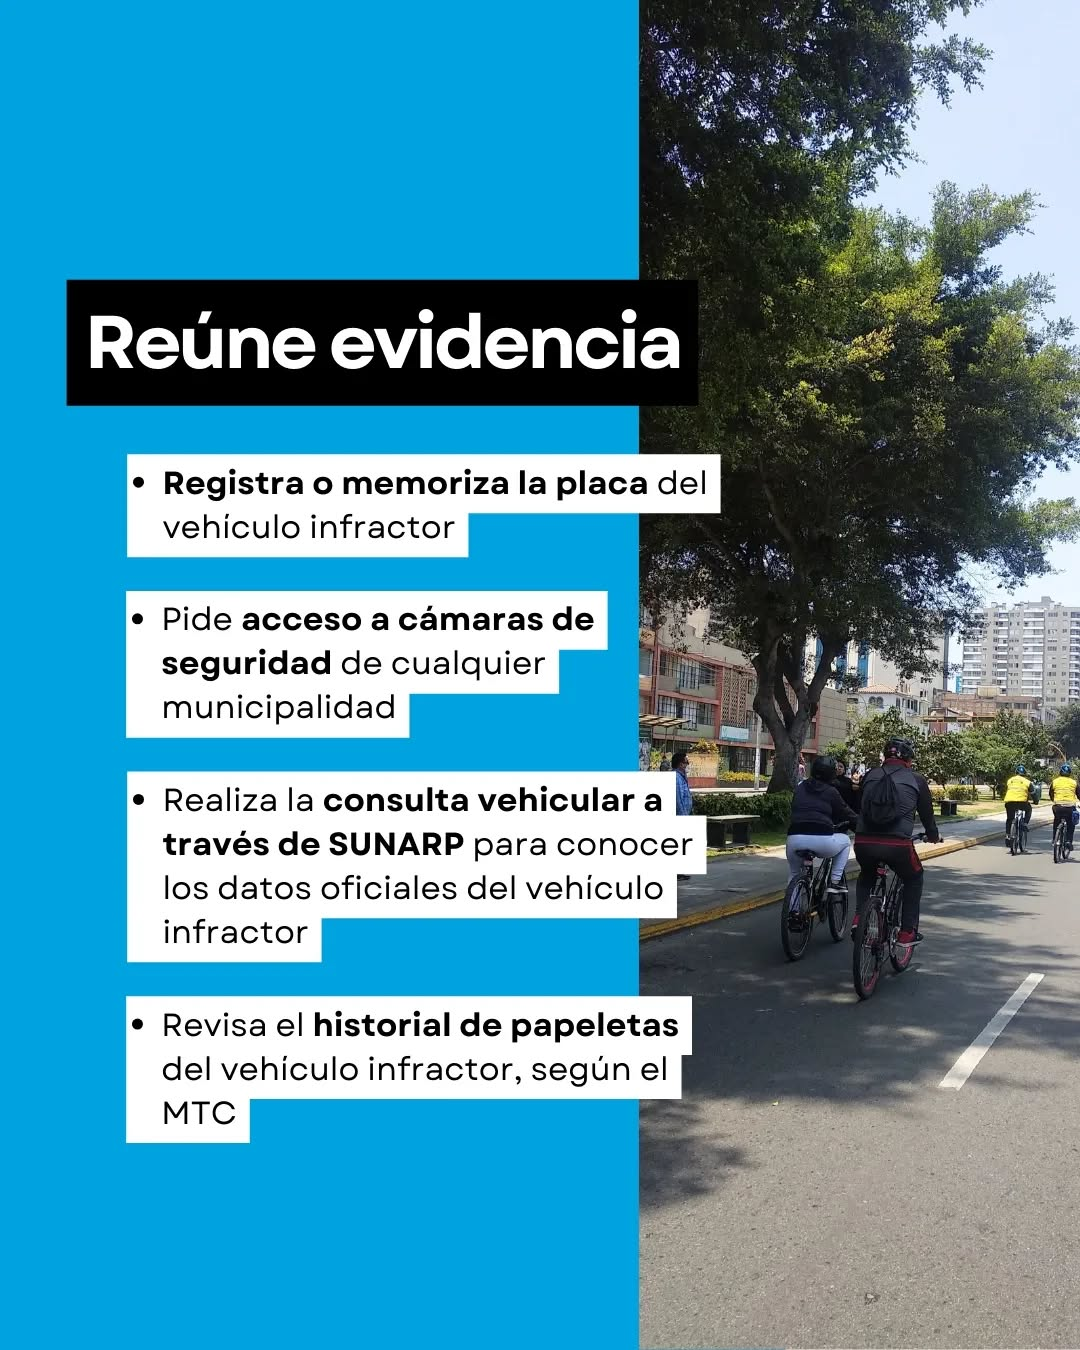 Reúne evidencia
• Registra o memoriza la placa del
vehículo infractor
• Pide acceso a cámaras de
seguridad de cualquier
municipalidad
• Realiza la consulta vehicular a
través de SUNARP para conocer
los datos oficiales del vehículo
infractor
• Revisa el historial de papeletas
del vehículo infractor, según el
MTC